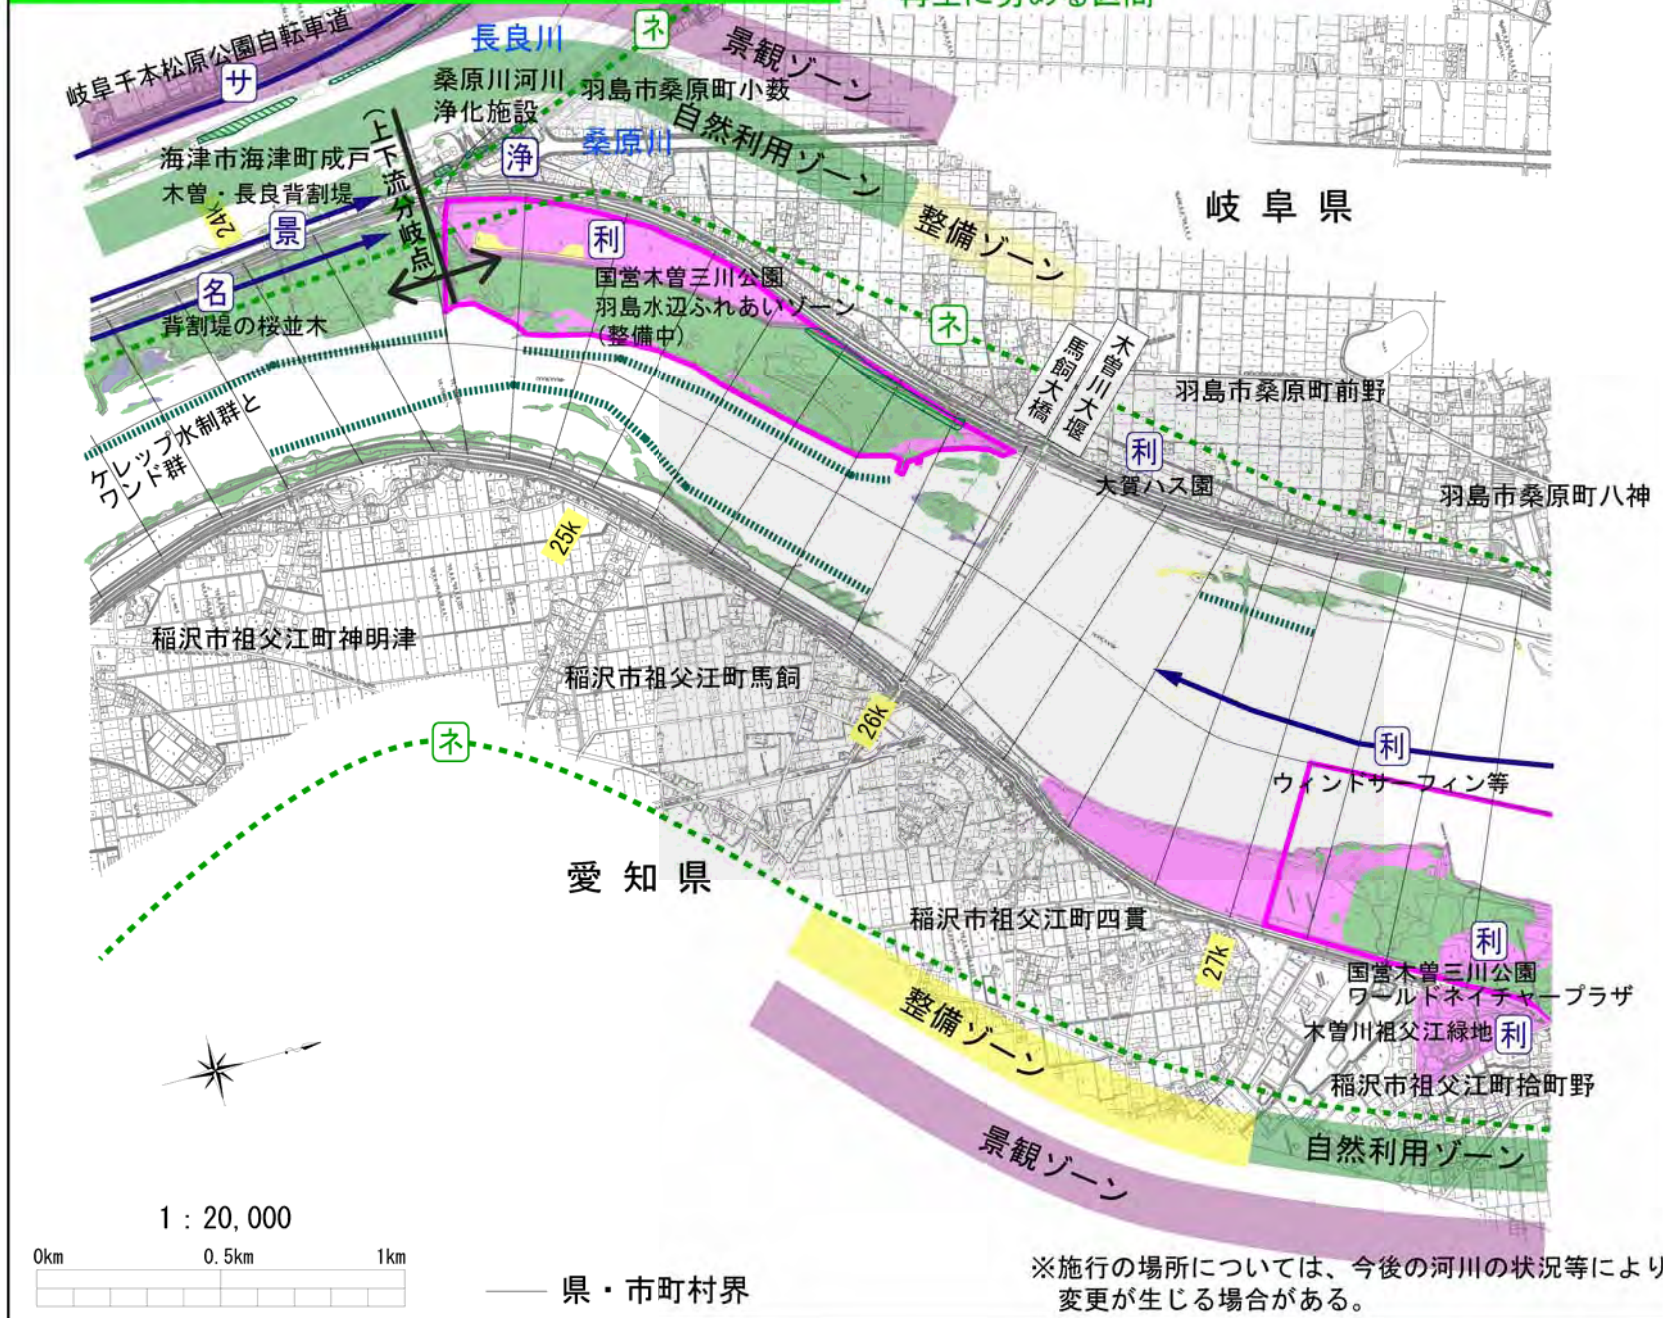 再生に努める区間
岐阜千本松原公園自転車道
サ
長良川
ネ
景観ゾーン
桑原川河川
浄化施設
羽島市桑原町小薮
自然利用ゾーン
桑原川
浄
海津市海津町成戸
木曽・長良背割堤
(上下流分岐点)
24k
景
名
背割堤の桜並木
利
国営木曽三川公園
羽島水辺ふれあいゾーン
(整備中)
整備ゾーン
岐阜県
ネ
馬飼大橋
木曽川大堰
羽島市桑原町前野
利
大賀ハス園
羽島市桑原町八神
ケレップ水制群と
ワンド群
25k
稲沢市祖父江町神明津
稲沢市祖父江町馬飼
26k
ネ
利
ウィンドサーフィン等
愛知県
稲沢市祖父江町四貫
27k
利
国営木曽三川公園
ワールドネイチャープラザ
木曽川祖父江緑地
利
稲沢市祖父江町拾町野
整備ゾーン
景観ゾーン
自然利用ゾーン
1：20,000
0km 0.5km 1km
県・市町村界
※施行の場所については、今後の河川の状況等により
変更が生じる場合がある。